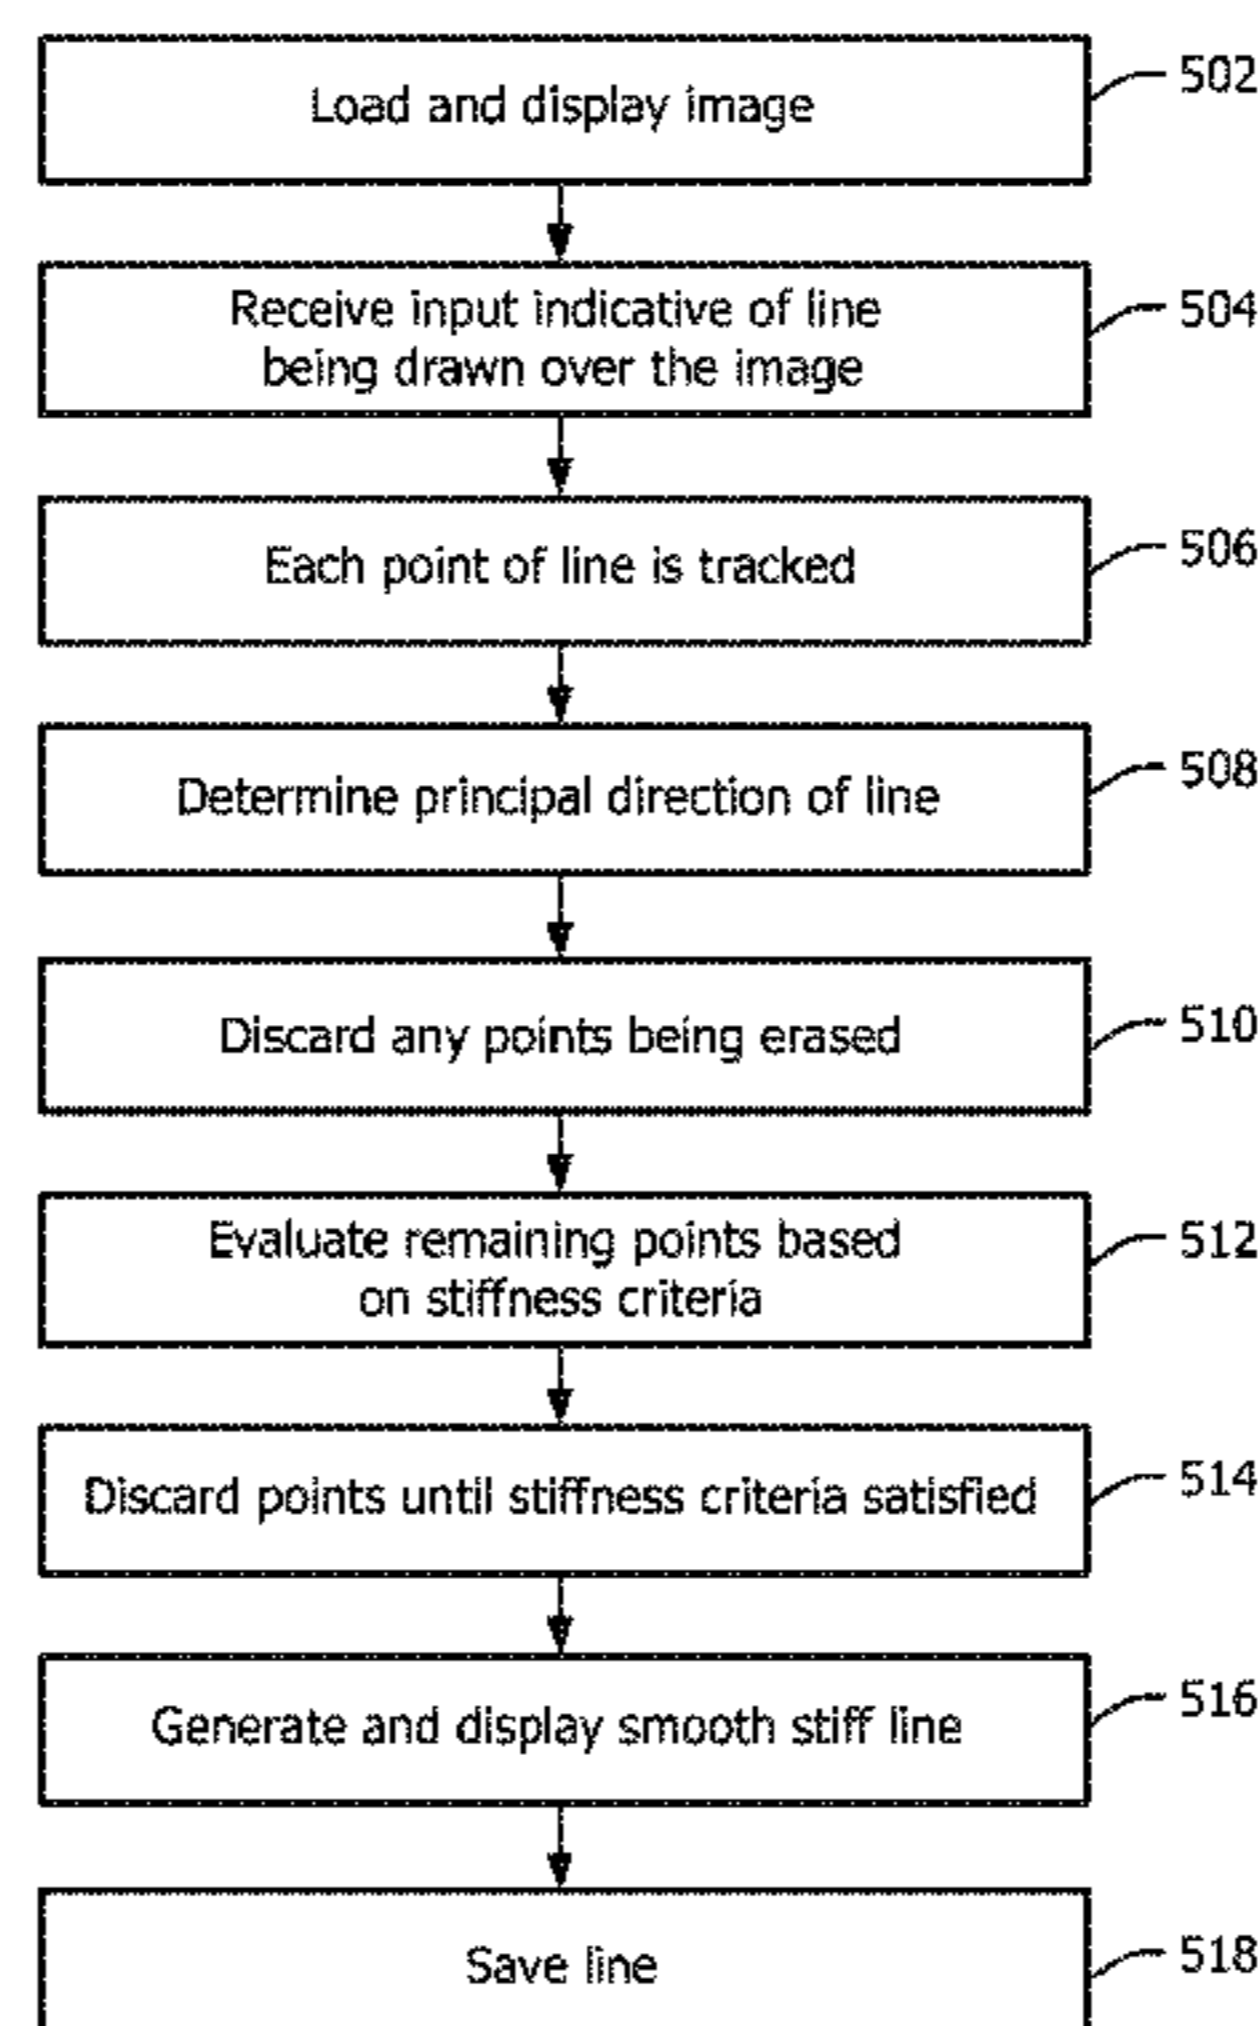 Load and display image
502
Receive input indicative of line
being drawn over the image
504
Each point of line is tracked
506
Determine principal direction of line
508
Discard any points being erased
510
Evaluate remaining points based
on stiffness criteria
512
Discard points until stiffness criteria satisfied
514
Generate and display smooth stiff line
516
Save line
518